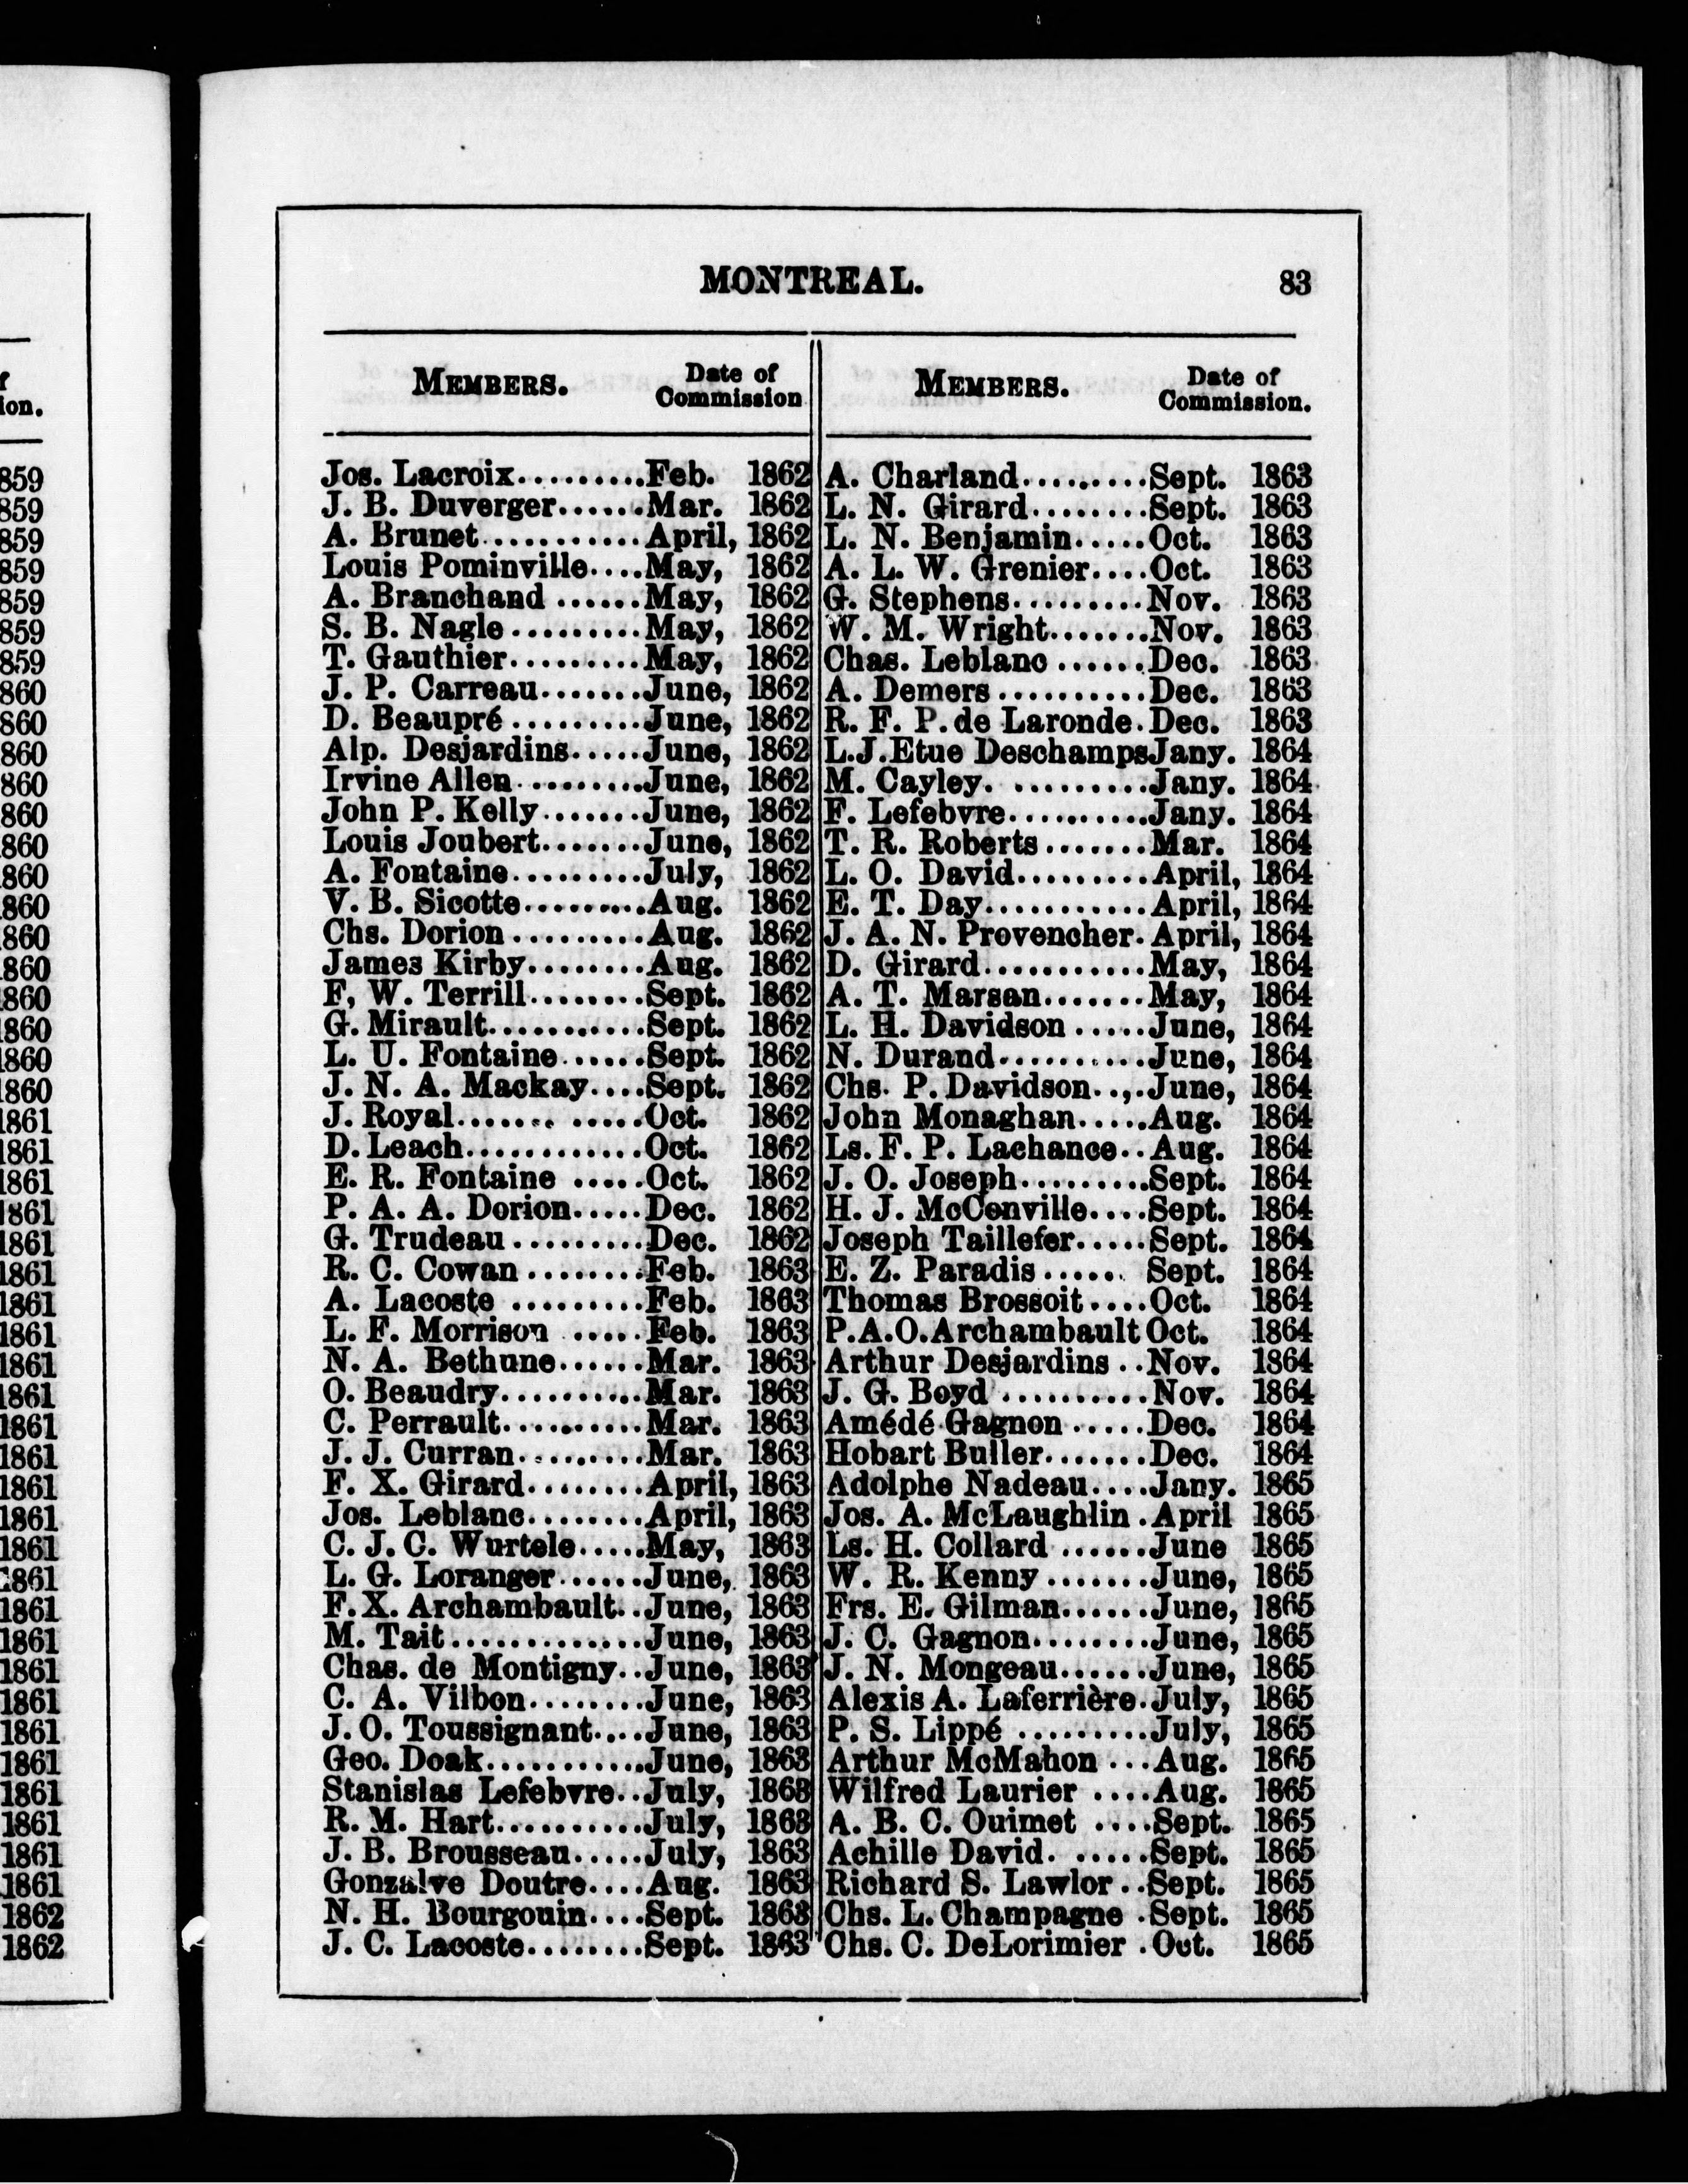 MONTREAL. 83
MEMBERS. Date of Commission
Jos. Lacroix.........Feb. 1862
J. B. Duverger......Mar. 1862
A. Brunet...........April, 1862
Louis Pominville....May, 1862
A. Branchand ......May, 1862
S. B. Nagle.........May, 1862
T. Gauthier.........May, 1862
J. P. Carreau.......June, 1862
D. Beaupré.........June, 1862
Alp. Desjardins.....June, 1862
Irvine Allen.........June, 1862
John P. Kelly.......June, 1862
Louis Joubert.......June, 1862
A. Fontaine.........July, 1862
V. B. Sicotte.........Aug. 1862
Chs. Dorion.........Aug. 1862
James Kirby........Aug. 1862
F, W. Terrill........Sept. 1862
G. Mirault...........Sept. 1862
L. U. Fontaine......Sept. 1862
J. N. A. Mackay....Sept. 1862
J. Royal....... .....Oct. 1862
D. Leach............Oct. 1862
E. R. Fontaine .....Oct. 1862
P. A. A. Dorion.....Dec. 1862
G. Trudeau.........Dec. 1862
R. C. Cowan........Feb. 1863
A. Lacoste .........Feb. 1863
L. F. Morrison .....Feb. 1863
N. A. Bethune......Mar. 1863
O. Beaudry..........Mar. 1863
C. Perrault..........Mar. 1863
J. J. Curran.........Mar. 1863
F. X. Girard........April, 1863
Jos. Leblanc........April, 1863
C. J. C. Wurtele.....May, 1863
L. G. Loranger......June, 1863
F. X. Archambault..June, 1863
M. Tait.............June, 1863
Chas. de Montigny..June, 1863
C. A. Vilbon........June, 1863
J. O. Toussignant....June, 1863
Geo. Doak...........June, 1863
Stanislas Lefebvre..July, 1863
R. M. Hart..........July, 1863
J. B. Brousseau.....July, 1863
Gonzalve Doutre....Aug. 1863
N. H. Bourgouin....Sept. 1863
J. C. Lacoste........Sept. 1863
MEMBERS. Date of Commission.
A. Charland.........Sept. 1863
L. N. Girard........Sept. 1863
L. N. Benjamin.....Oct. 1863
A. L. W. Grenier....Oct. 1863
G. Stephens.........Nov. 1863
W. M. Wright.......Nov. 1863
Chas. Leblanc ......Dec. 1863
A. Demers..........Dec. 1863
R. F. P. de Laronde.Dec. 1863
L.J.Etue DeschampsJany. 1864
M. Cayley. .........Jany. 1864
F. Lefebvre..........Jany. 1864
T. R. Roberts.......Mar. 1864
L. O. David.........April, 1864
E. T. Day...........April, 1864
J. A. N. Provencher.April, 1864
D. Girard...........May, 1864
A. T. Marsan.......May, 1864
L. H. Davidson.....June, 1864
N. Durand..........June, 1864
Chs. P. Davidson..,.June, 1864
John Monaghan.....Aug. 1864
Ls. F. P. Lachance..Aug. 1864
J. O. Joseph.........Sept. 1864
H. J. McConville....Sept. 1864
Joseph Taillefer.....Sept. 1864
E. Z. Paradis...... Sept. 1864
Thomas Brossoit....Oct. 1864
P.A.O.Archambault Oct. 1864
Arthur Desjardins..Nov. 1864
J. G. Boyd..........Nov. 1864
Amédé Gagnon.....Dec. 1864
Hobart Butler.......Dec. 1864
Adolphe Nadeau....Jany. 1865
Jos. A. McLaughlin.April 1865
Ls. H. Collard ......June 1865
W. R. Kenny.......June, 1865
Frs. E. Gilman......June, 1865
J. C. Gagnon........June, 1865
J. N. Mongeau......June, 1865
Alexis A. Laferrière.July, 1865
P. S. Lippé.........July, 1865
Arthur McMahon...Aug. 1865
Wilfred Laurier ....Aug. 1865
A. B. C. Ouimet ....Sept. 1865
Achille David. .....Sept. 1865
Richard S. Lawlor..Sept. 1865
Chs. L. Champagne .Sept. 1865
Chs. C. DeLorimier .Oct. 1865